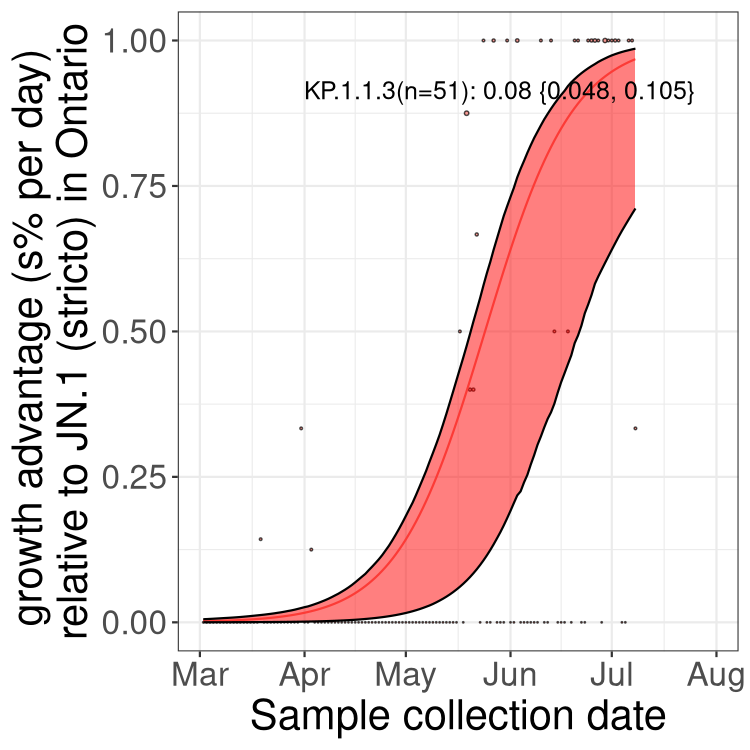 growth advantage (s% per day)
relative to JN.1 (stricto) in Ontario
1.00
0.75
0.50
0.25
0.00
KP.1.1.3(n=51): 0.08 {0.048, 0.105}
Mar Apr May Jun Jul Aug
Sample collection date